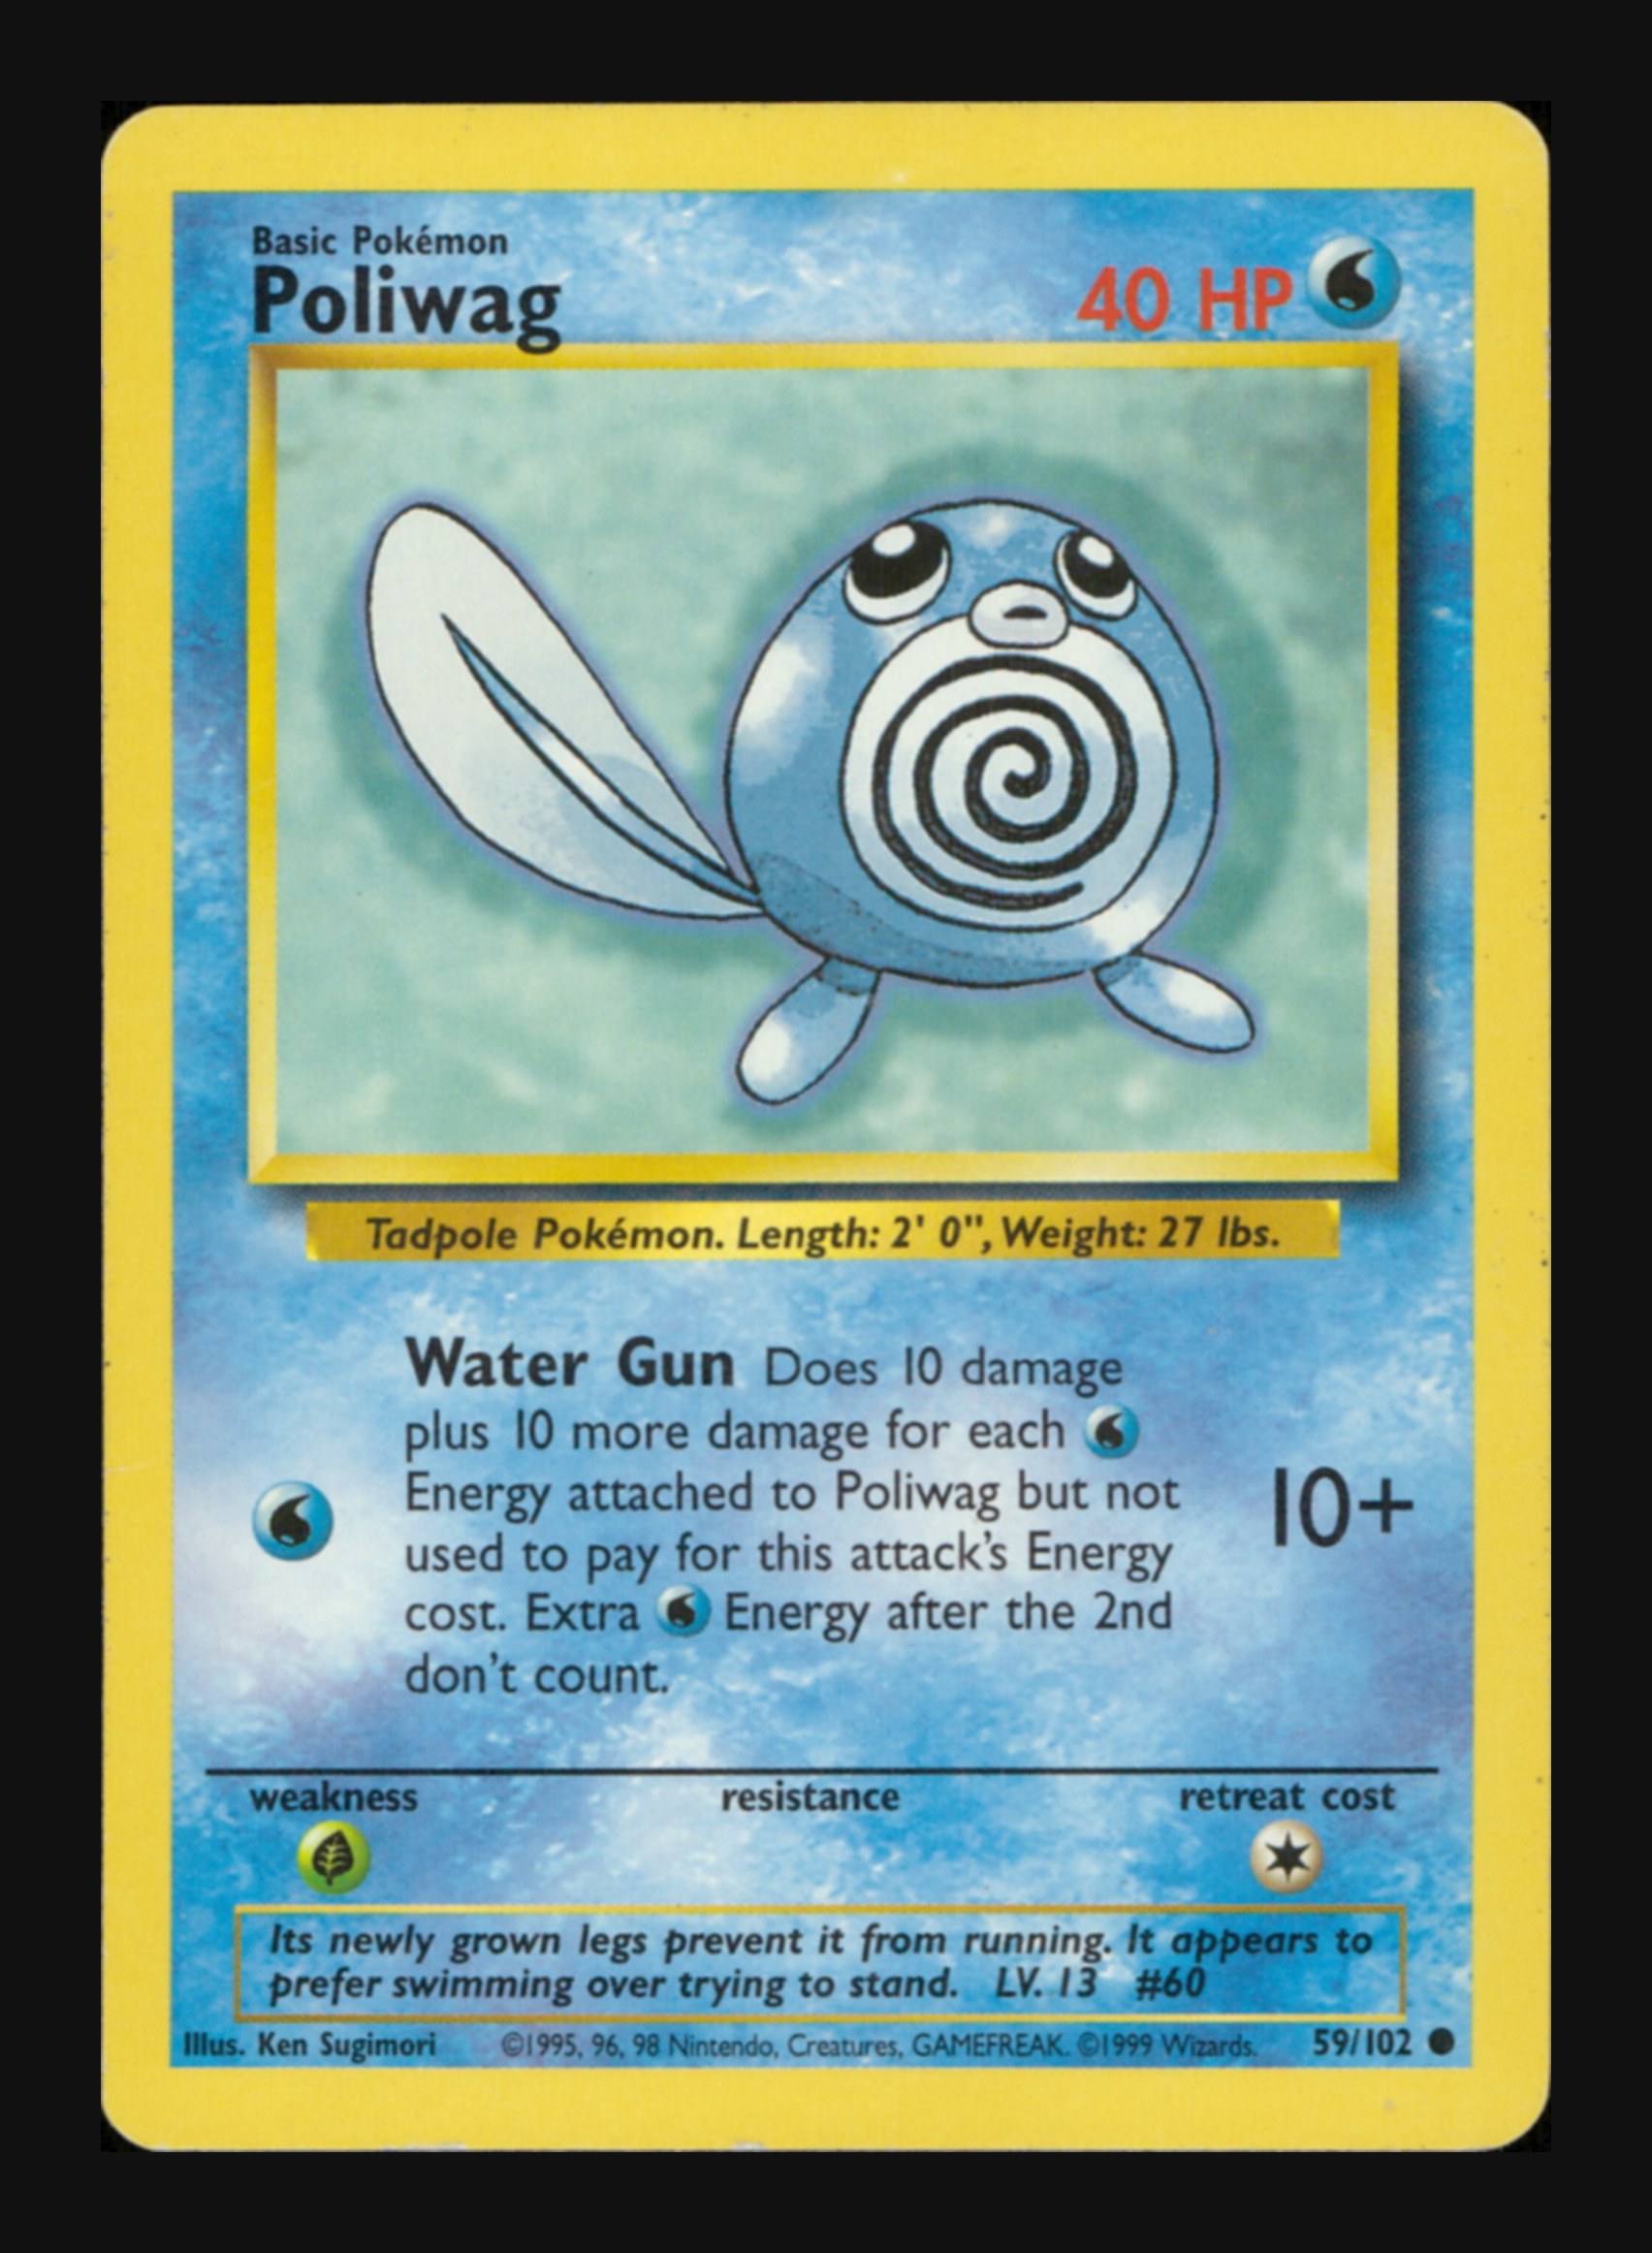 Basic Pokémon
Poliwag
40 HP
Tadpole Pokémon. Length: 2' 0", Weight: 27 lbs.
Water Gun Does 10 damage
plus 10 more damage for each
Energy attached to Poliwag but not
used to pay for this attack's Energy
cost. Extra Energy after the 2nd
don't count.
10+
weakness resistance retreat cost
Its newly grown legs prevent it from running. It appears to
prefer swimming over trying to stand. LV. 13 #60
Illus. Ken Sugimori ©1995, 96, 98 Nintendo, Creatures, GAMEFREAK. ©1999 Wizards. 59/102